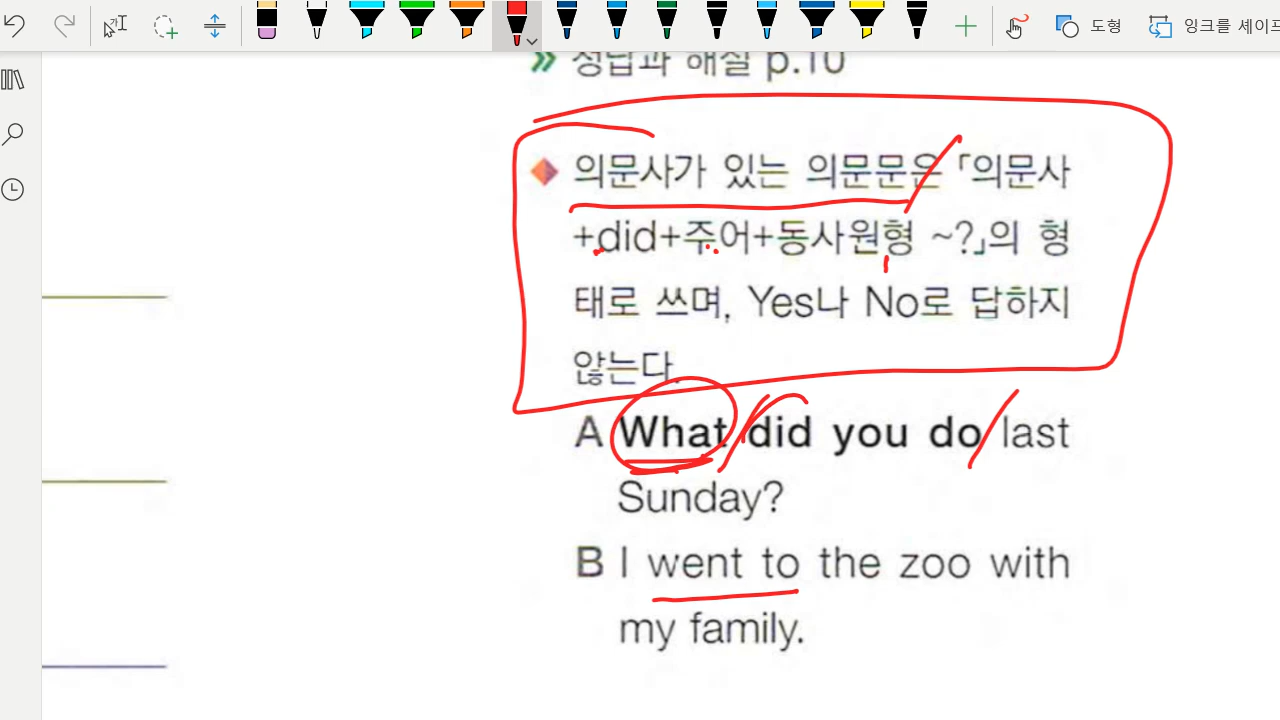 도형
잉크를 셰이프
» 정답과 해설 p.10
의문사가 있는 의문문은 「의문사
+did+주어+동사원형 ~?」의 형
태로 쓰며, Yes나 No로 답하지
않는다.
A What did you do last
Sunday?
B I went to the zoo with
my family.